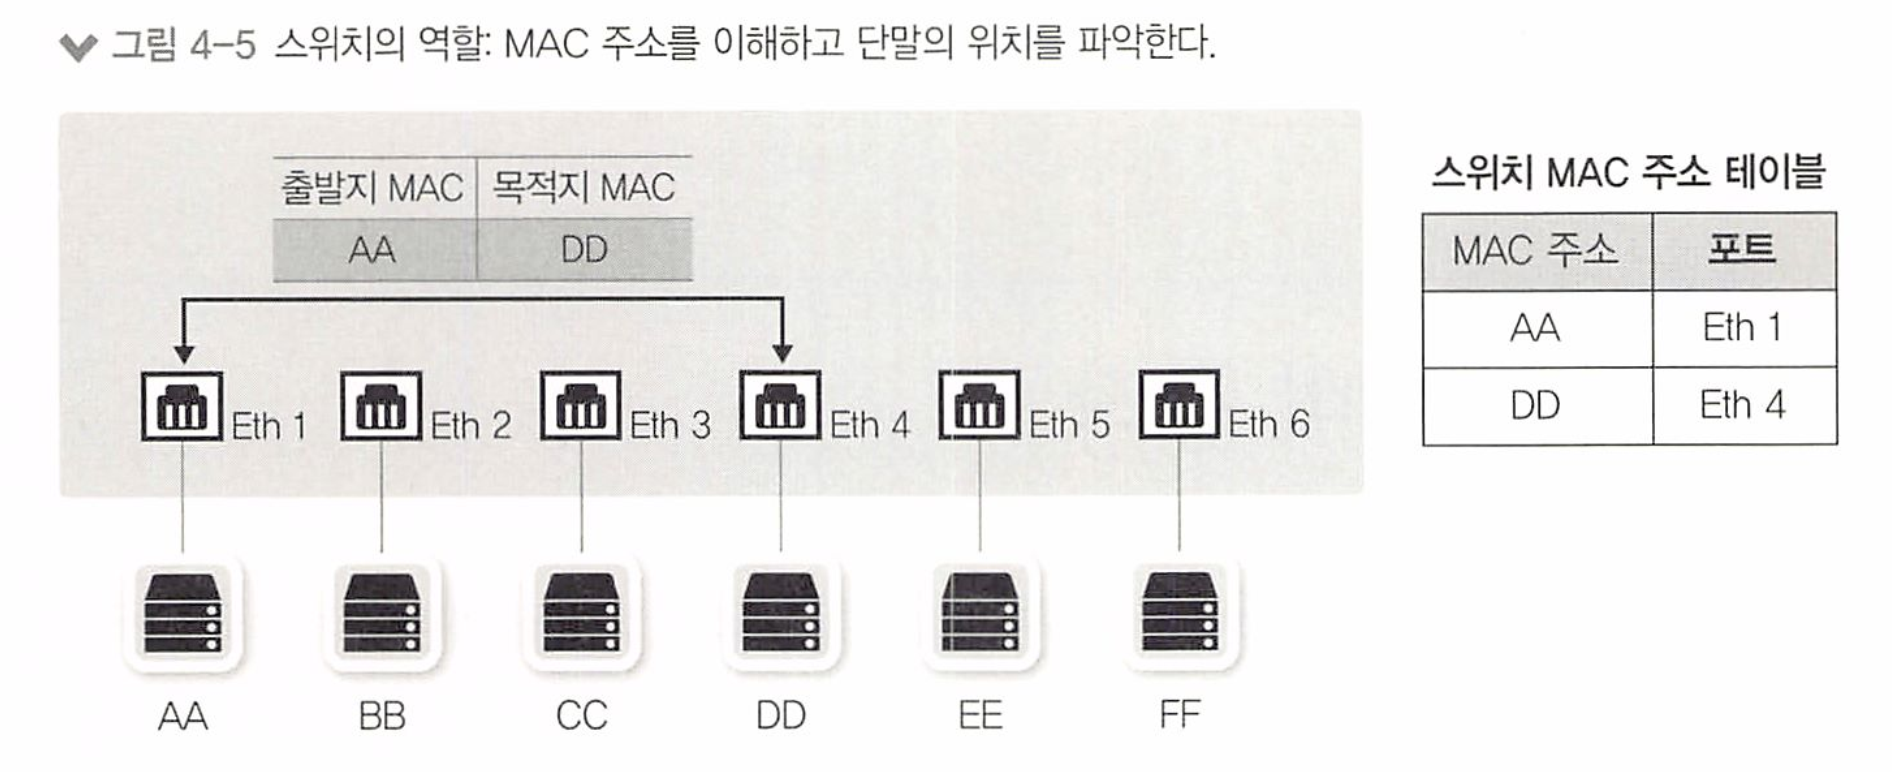 그림 4-5 스위치의 역할: MAC 주소를 이해하고 단말의 위치를 파악한다.
출발지 MAC 목적지 MAC
AA DD
Eth 1 Eth 2 Eth 3 Eth 4 Eth 5 Eth 6
AA BB CC DD EE FF
스위치 MAC 주소 테이블
MAC 주소 포트
AA Eth 1
DD Eth 4